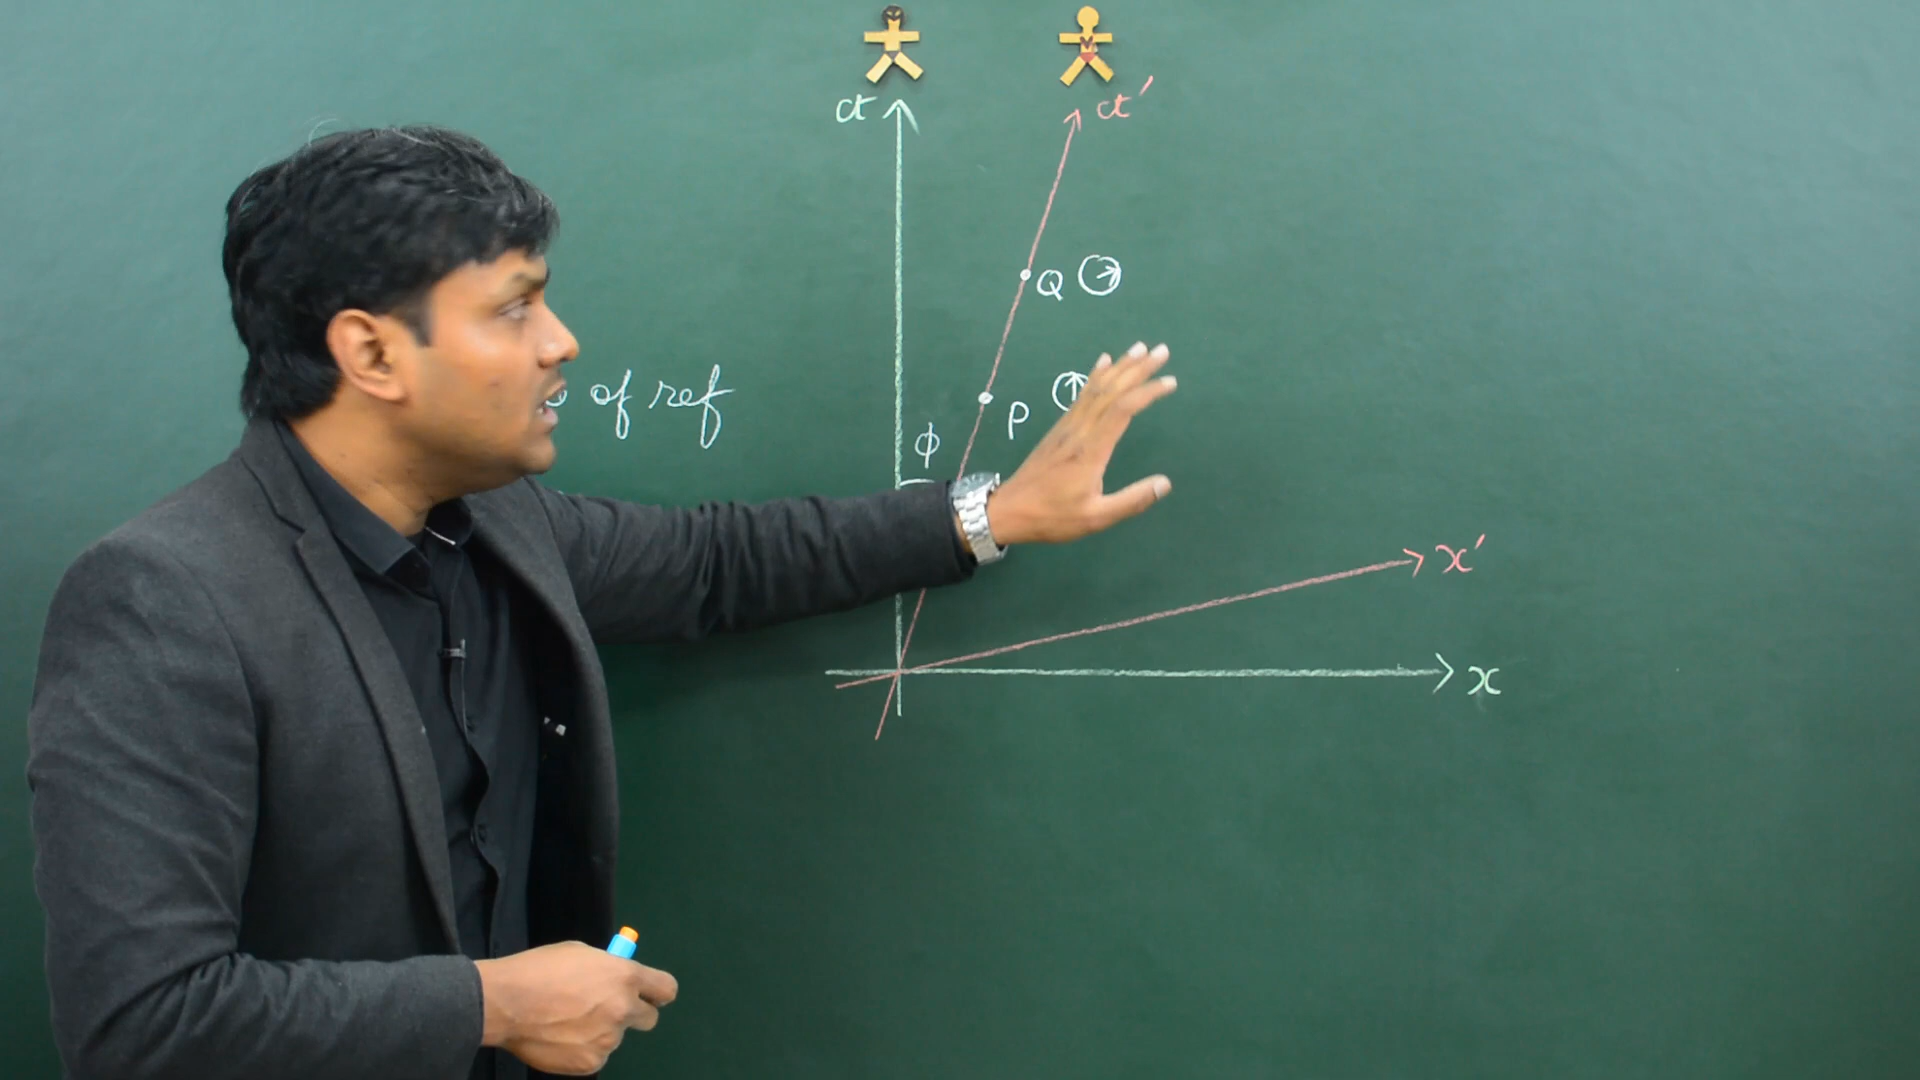 ct ct′
Q
of ref
P
φ
x′
x